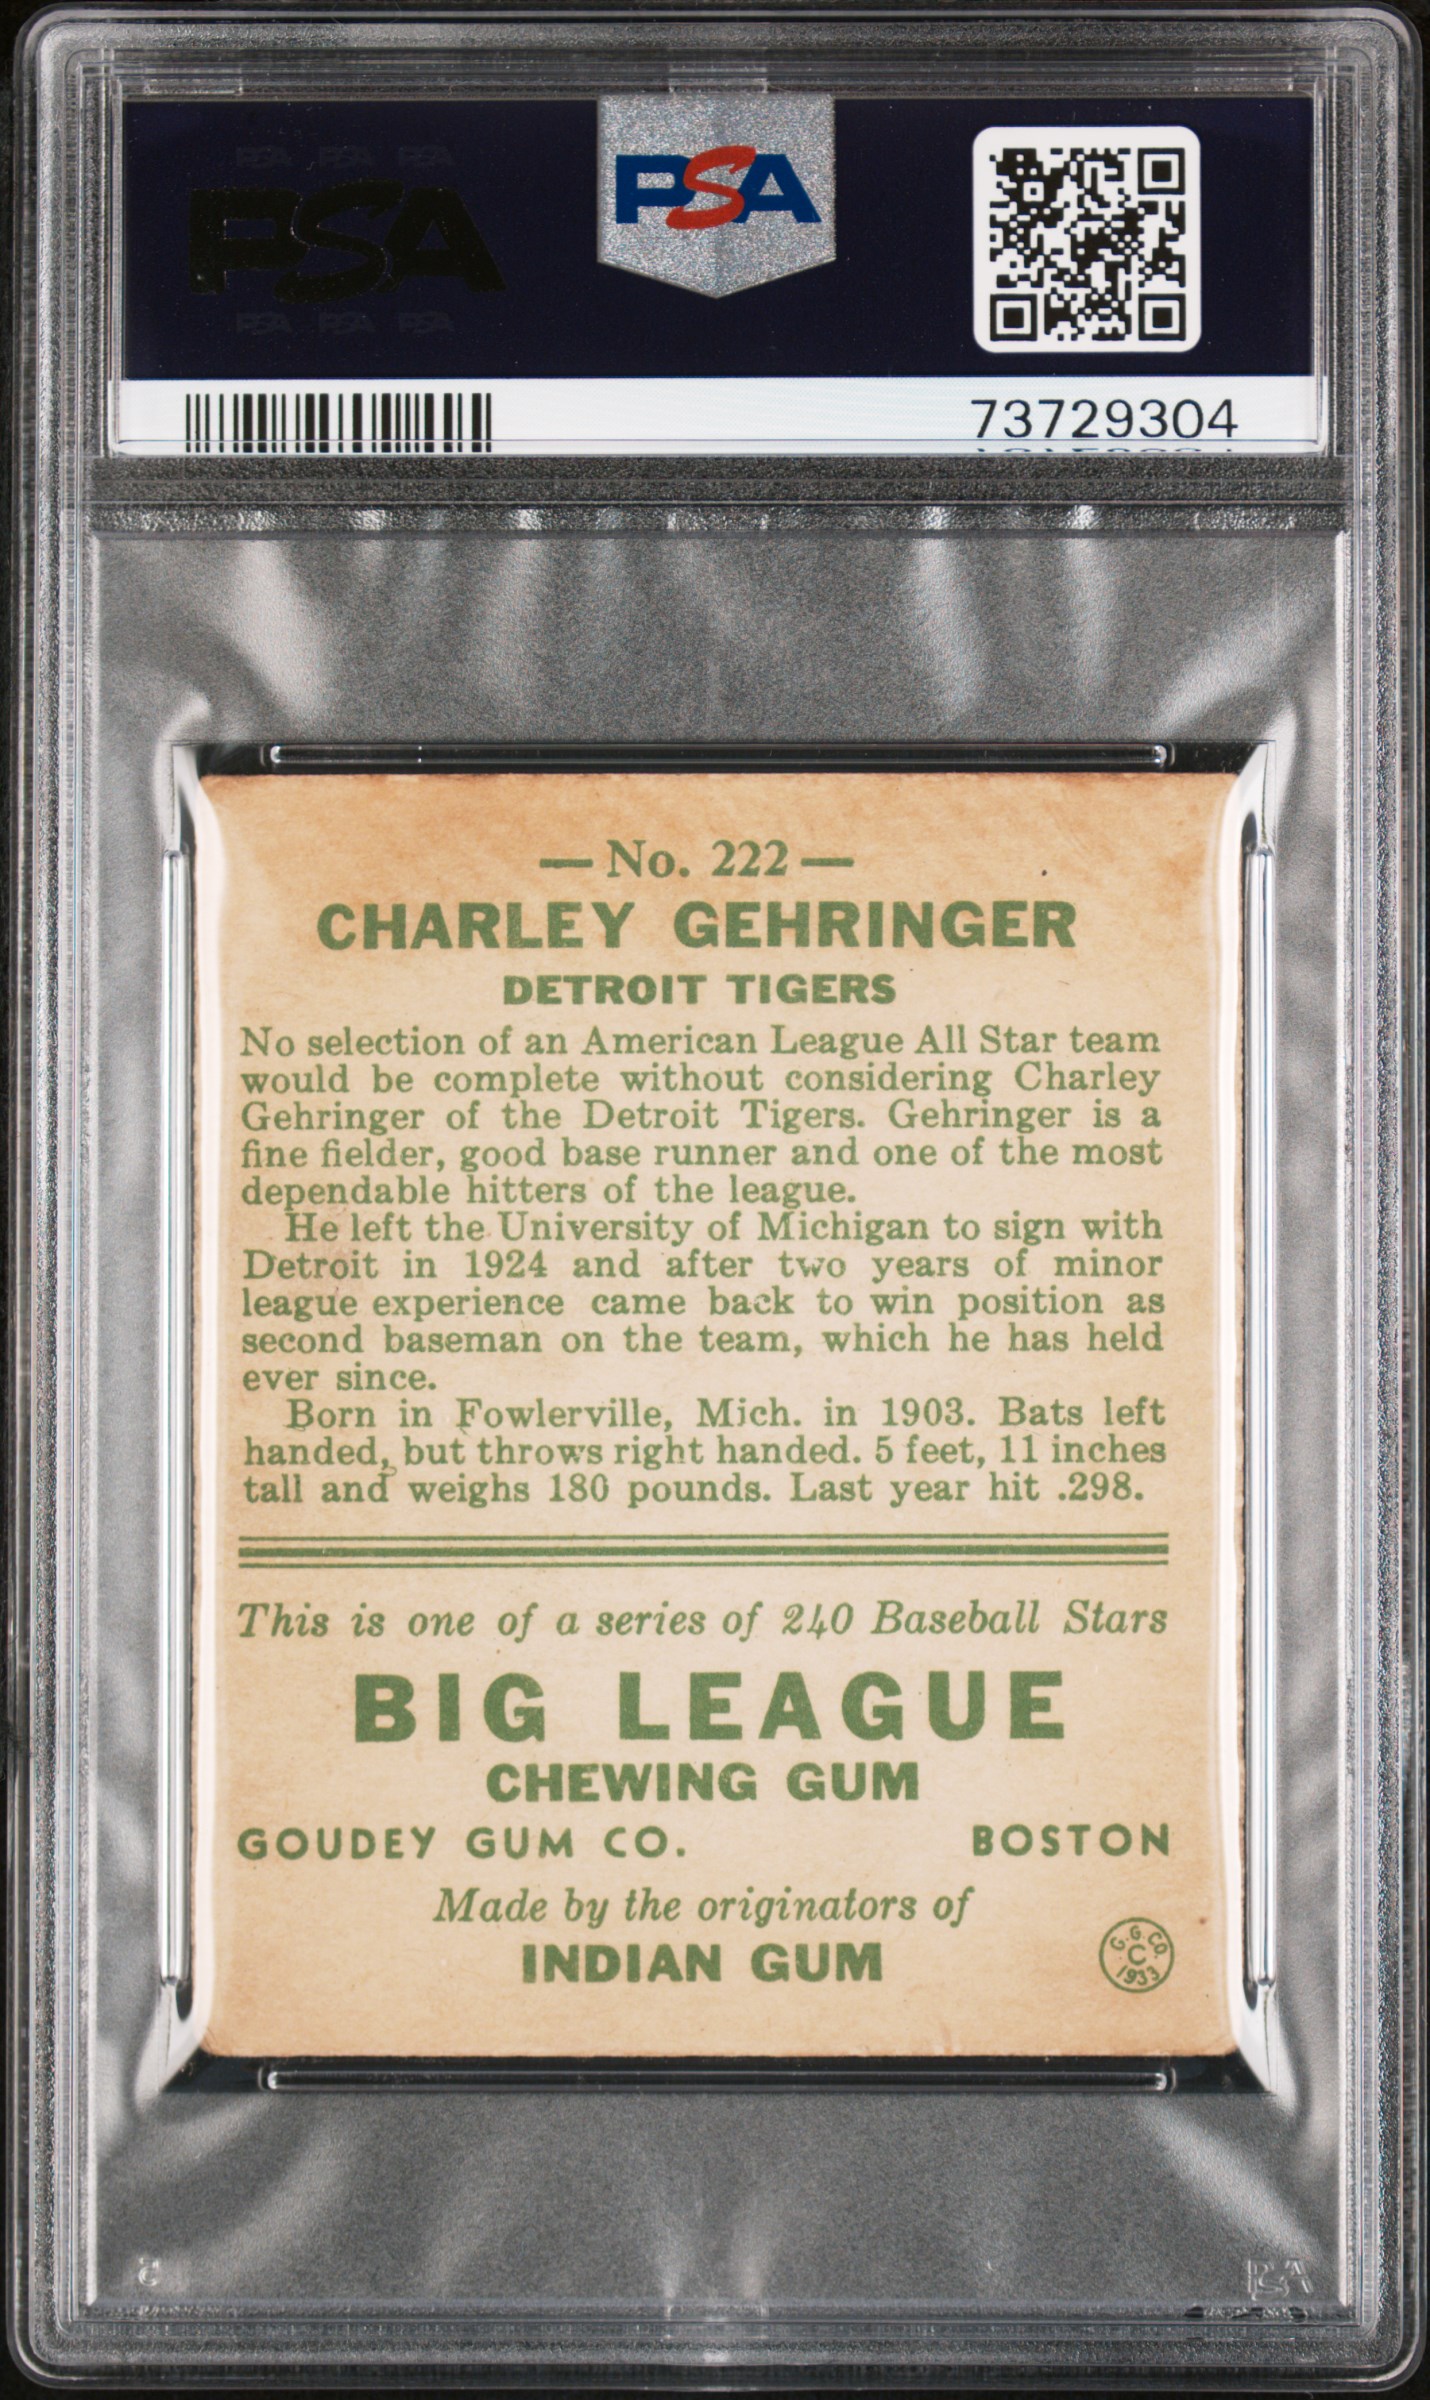 PSA PSA PSA
PSA
PSA PSA PSA
PSA
73729304
— No. 222 —
CHARLEY GEHRINGER
DETROIT TIGERS
No selection of an American League All Star team
would be complete without considering Charley
Gehringer of the Detroit Tigers. Gehringer is a
fine fielder, good base runner and one of the most
dependable hitters of the league.
He left the University of Michigan to sign with
Detroit in 1924 and after two years of minor
league experience came back to win position as
second baseman on the team, which he has held
ever since.
Born in Fowlerville, Mich. in 1903. Bats left
handed, but throws right handed. 5 feet, 11 inches
tall and weighs 180 pounds. Last year hit .298.
This is one of a series of 240 Baseball Stars
BIG LEAGUE
CHEWING GUM
GOUDEY GUM CO. BOSTON
Made by the originators of
INDIAN GUM
G. G. CO.
C
1933
PSA